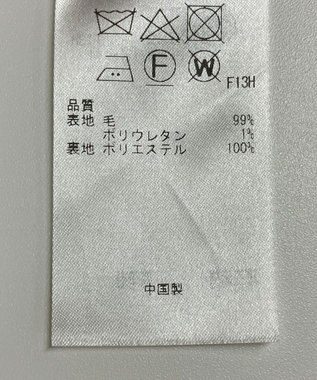 F W F13H
品質
表地 毛 99%
ポリウレタン 1%
裏地 ポリエステル 100%
中国製